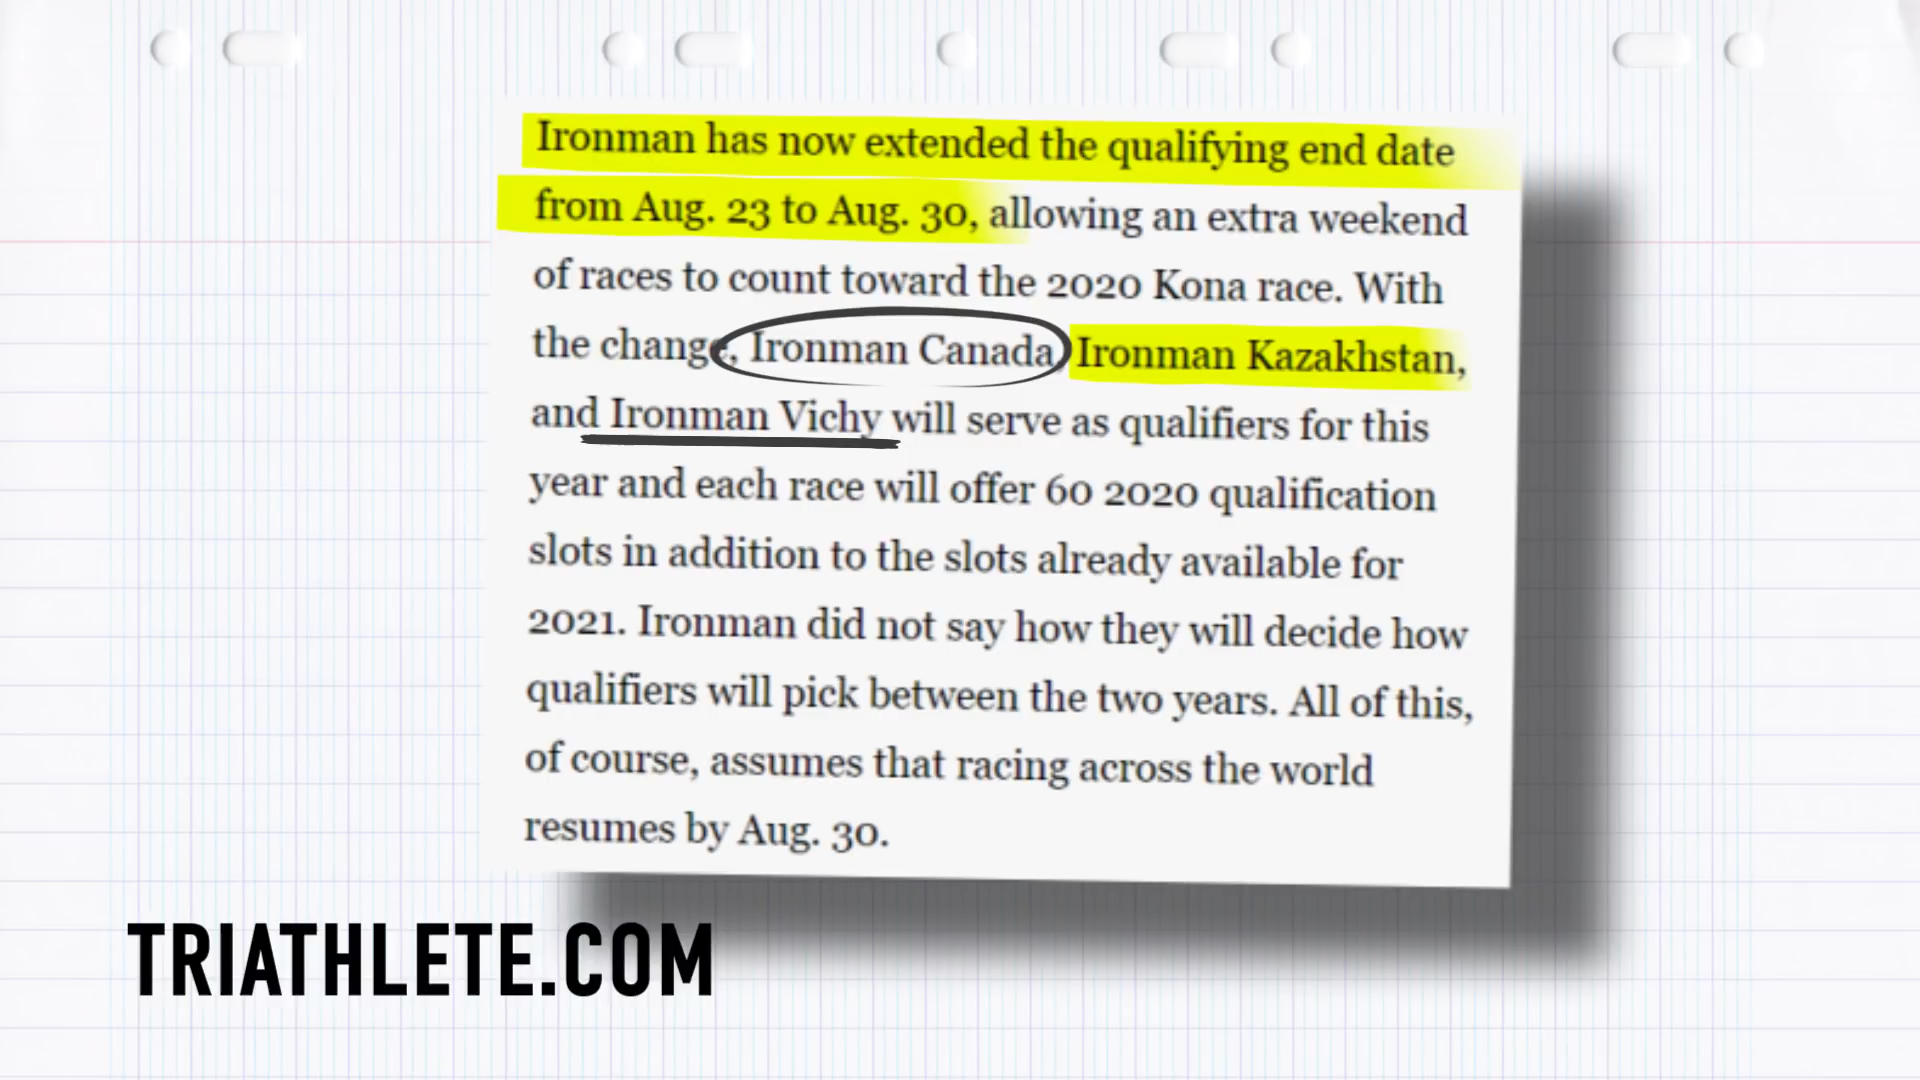 Ironman has now extended the qualifying end date
from Aug. 23 to Aug. 30, allowing an extra weekend
of races to count toward the 2020 Kona race. With
the change, Ironman Canada, Ironman Kazakhstan,
and Ironman Vichy will serve as qualifiers for this
year and each race will offer 60 2020 qualification
slots in addition to the slots already available for
2021. Ironman did not say how they will decide how
qualifiers will pick between the two years. All of this,
of course, assumes that racing across the world
resumes by Aug. 30.
TRIATHLETE.COM